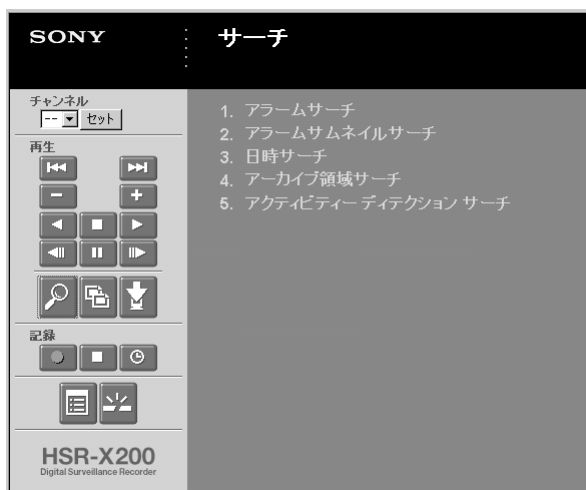 SONY
サーチ
チャンネル
-- セット
再生
記録
HSR-X200
Digital Surveillance Recorder
1. アラームサーチ
2. アラームサムネイルサーチ
3. 日時サーチ
4. アーカイブ領域サーチ
5. アクティビティー ディテクション サーチ